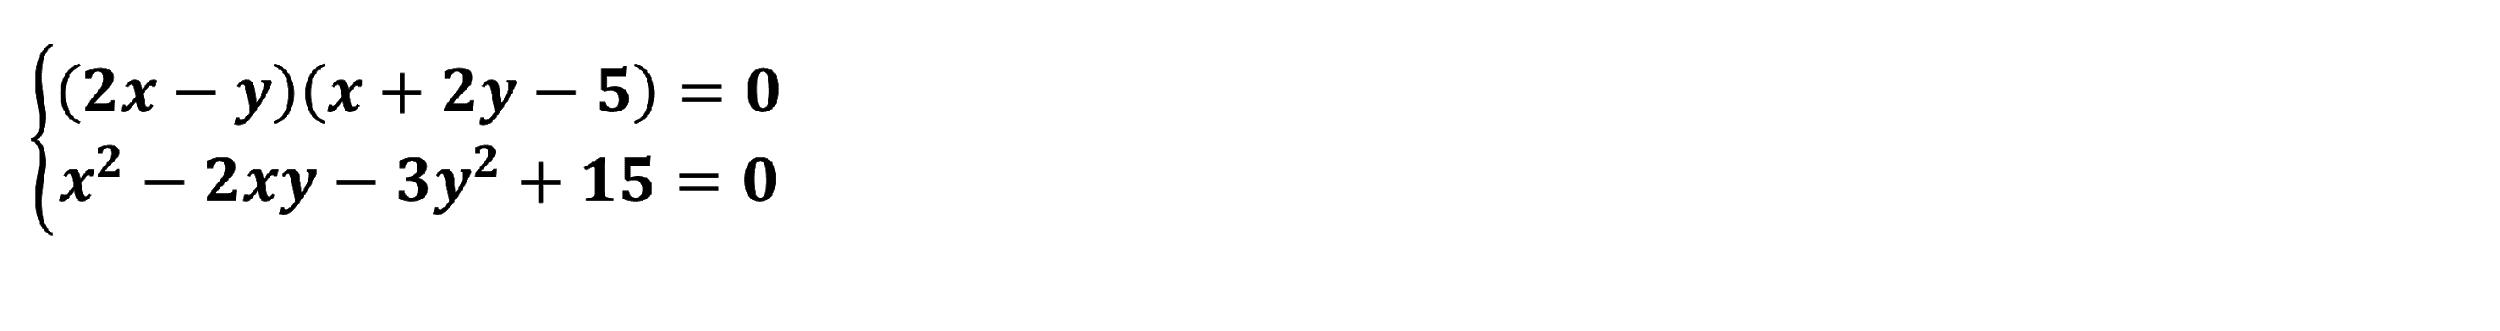 (2x − y)(x + 2y − 5) = 0
x² − 2xy − 3y² + 15 = 0